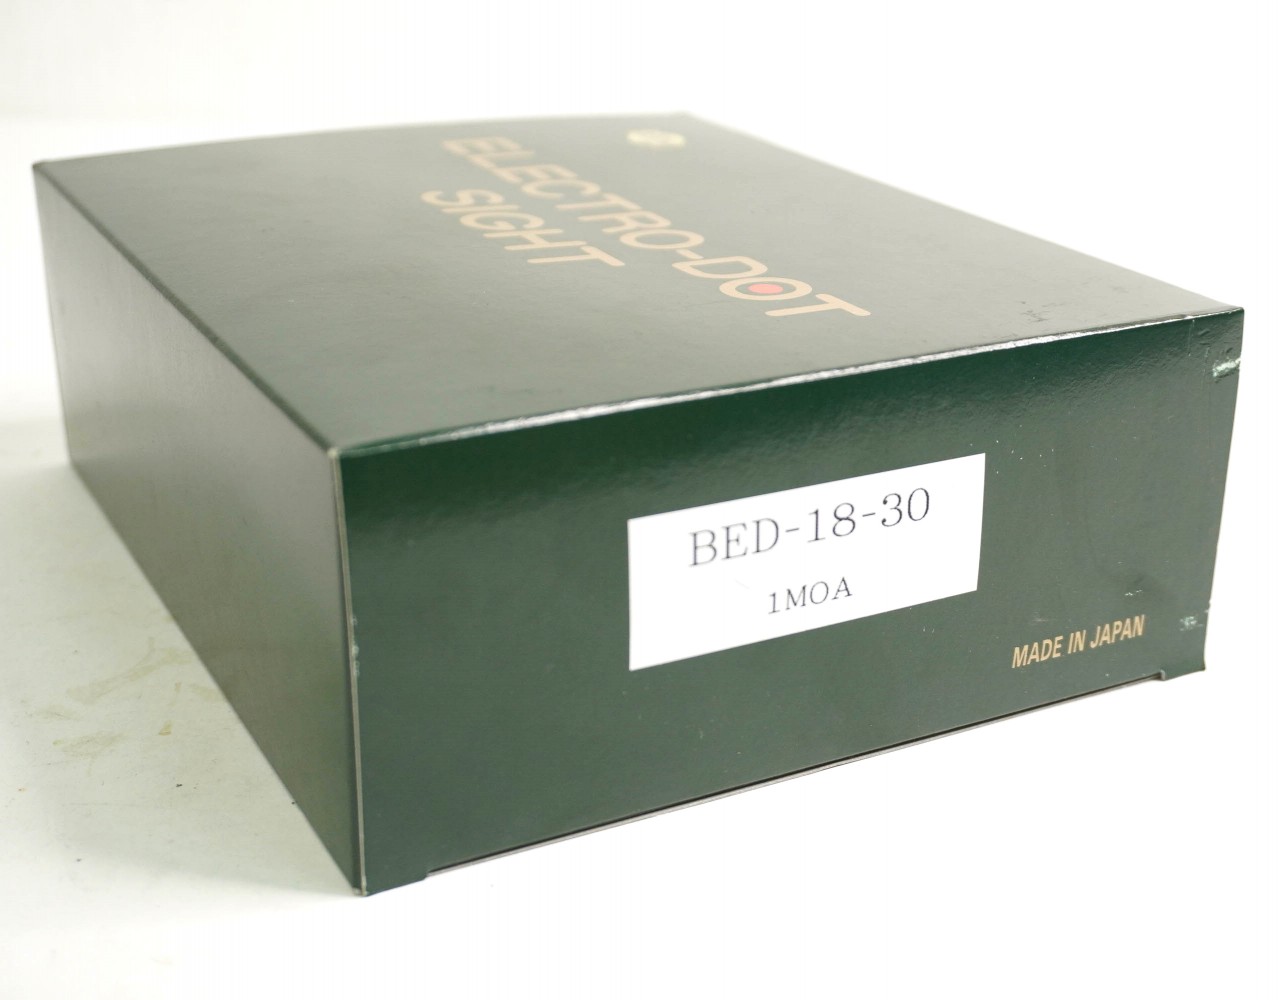 ELECTRO-DOT
SIGHT
BED-18-30
1MOA
MADE IN JAPAN